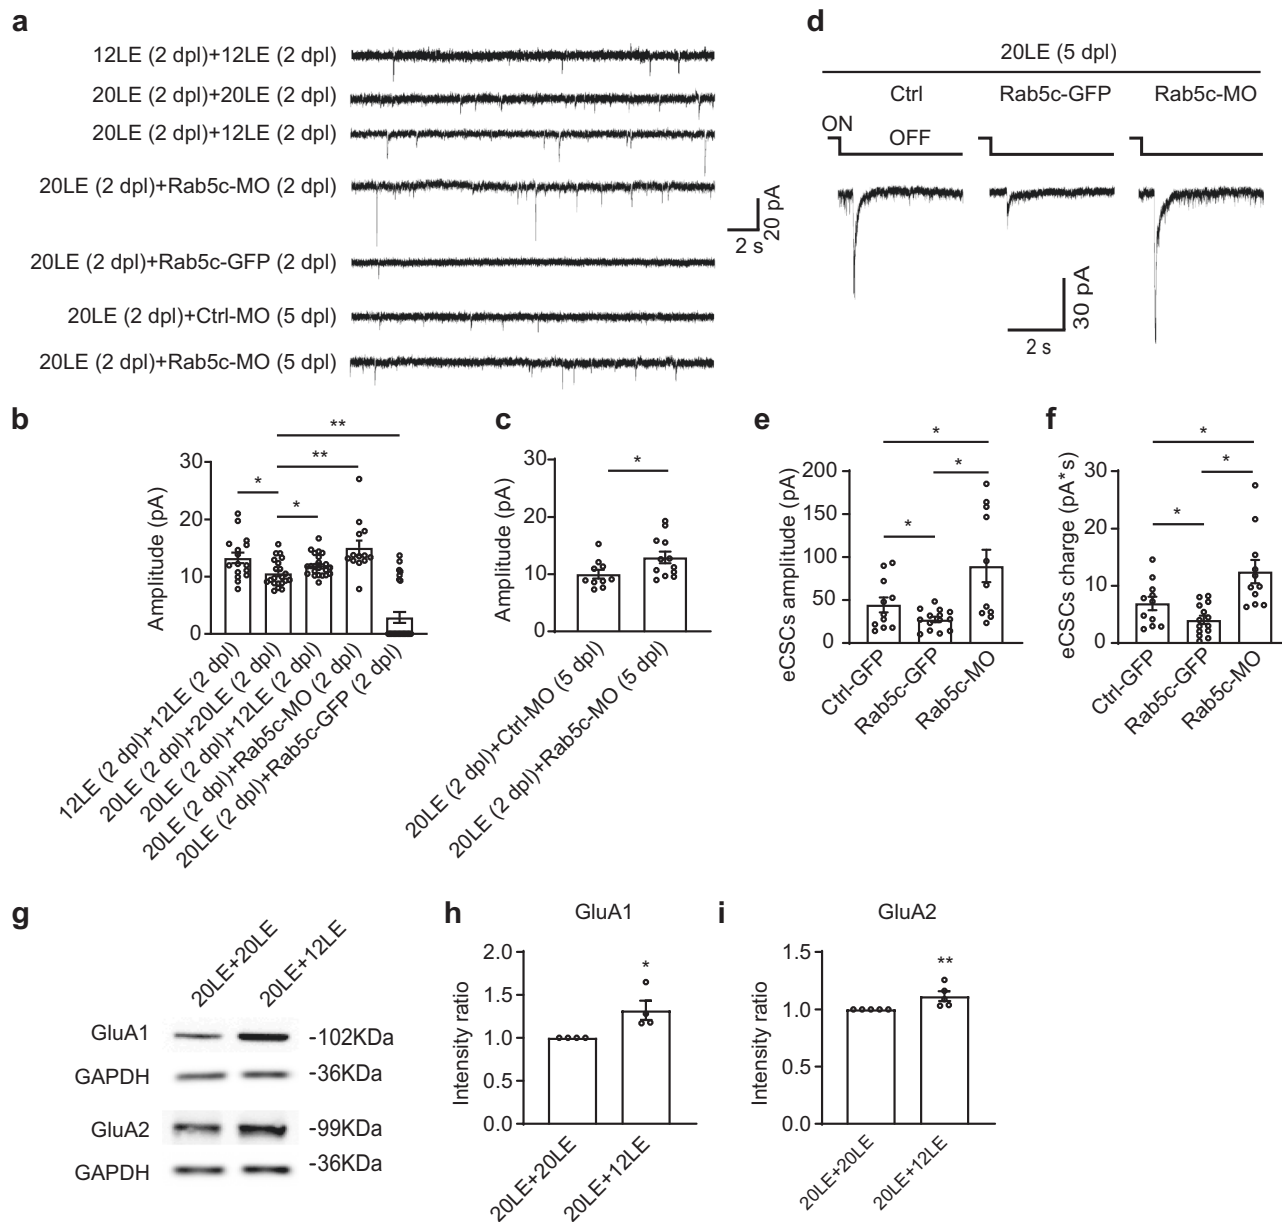 a
12LE (2 dpl)+12LE (2 dpl)
20LE (2 dpl)+20LE (2 dpl)
20LE (2 dpl)+12LE (2 dpl)
20LE (2 dpl)+Rab5c-MO (2 dpl)
20LE (2 dpl)+Rab5c-GFP (2 dpl)
20LE (2 dpl)+Ctrl-MO (5 dpl)
20LE (2 dpl)+Rab5c-MO (5 dpl)
20 pA
2 s
d
20LE (5 dpl)
Ctrl Rab5c-GFP Rab5c-MO
ON
OFF
30 pA
2 s
b
Amplitude (pA)
30
20
10
0
**
**
*
*
12LE (2 dpl)+12LE (2 dpl)
20LE (2 dpl)+20LE (2 dpl)
20LE (2 dpl)+12LE (2 dpl)
20LE (2 dpl)+Rab5c-MO (2 dpl)
20LE (2 dpl)+Rab5c-GFP (2 dpl)
c
Amplitude (pA)
30
20
10
0
*
20LE (2 dpl)+Ctrl-MO (5 dpl)
20LE (2 dpl)+Rab5c-MO (5 dpl)
e
eCSCs amplitude (pA)
200
150
100
50
0
*
*
*
Ctrl-GFP
Rab5c-GFP
Rab5c-MO
f
eCSCs charge (pA*s)
30
20
10
0
*
*
*
Ctrl-GFP
Rab5c-GFP
Rab5c-MO
g
20LE+20LE
20LE+12LE
GluA1 -102KDa
GAPDH -36KDa
GluA2 -99KDa
GAPDH -36KDa
h
GluA1
Intensity ratio
2.0
1.5
1.0
0.5
0.0
*
20LE+20LE
20LE+12LE
i
GluA2
Intensity ratio
1.5
1.0
0.5
0.0
**
20LE+20LE
20LE+12LE